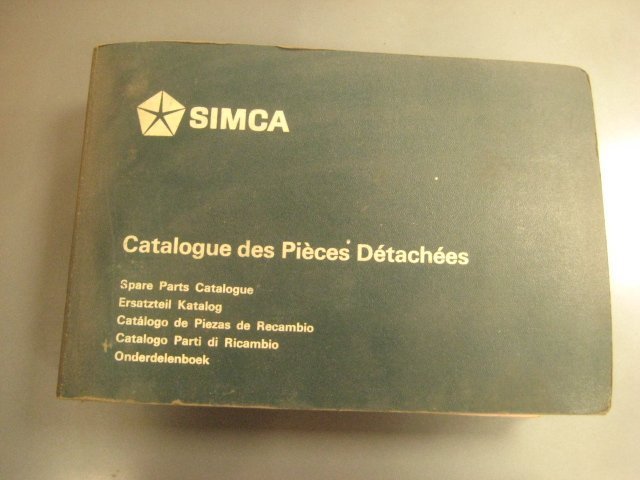 SIMCA
Catalogue des Pièces Détachées
Spare Parts Catalogue
Ersatzteil Katalog
Catálogo de Piezas de Recambio
Catalogo Parti di Ricambio
Onderdelenboek